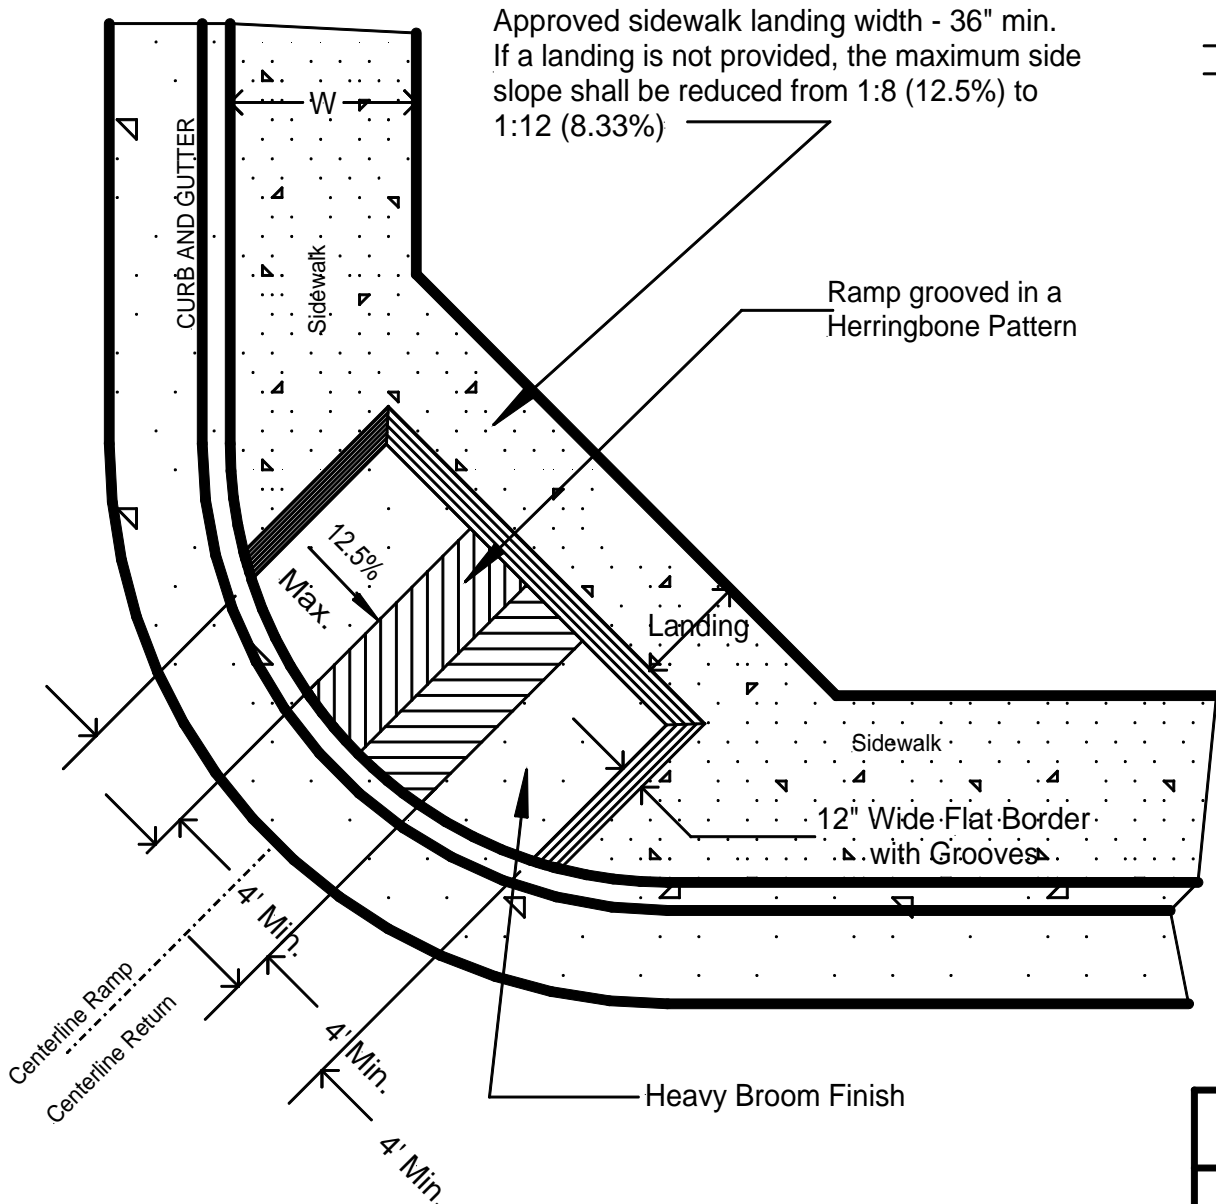 Approved sidewalk landing width - 36" min.
If a landing is not provided, the maximum side
slope shall be reduced from 1:8 (12.5%) to
1:12 (8.33%)
W
CURB AND GUTTER
Sidewalk
Ramp grooved in a
Herringbone Pattern
12.5%
Max.
Landing
Sidewalk
12" Wide Flat Border
with Grooves
4' Min.
Centerline Ramp
Centerline Return
4' Min.
Heavy Broom Finish
4' Min.